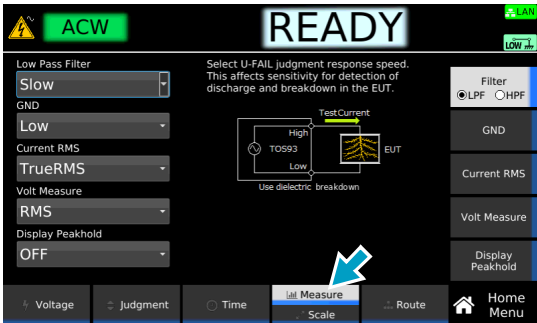 ACW
READY
LAN
LOW
Low Pass Filter
Slow
GND
Low
Current RMS
TrueRMS
Volt Measure
RMS
Display Peakhold
OFF
Select U-FAIL judgment response speed.
This affects sensitivity for detection of
discharge and breakdown in the EUT.
TestCurrent
High
TOS93
EUT
Low
Use dielectric breakdown
Filter
LPF HPF
GND
Current RMS
Volt Measure
Display
Peakhold
Voltage
Judgment
Time
Measure
Scale
Route
Home
Menu